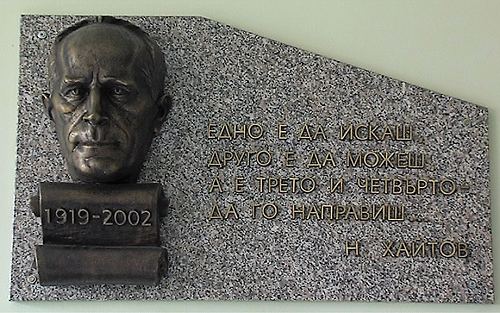 1919-2002
ЕДНО Е ДА ИСКАШ..
ДРУГО Е ДА МОЖЕШ..
А Е ТРЕТО И ЧЕТВЪРТО -
ДА ГО НАПРАВИШ...
Н. ХАЙТОВ